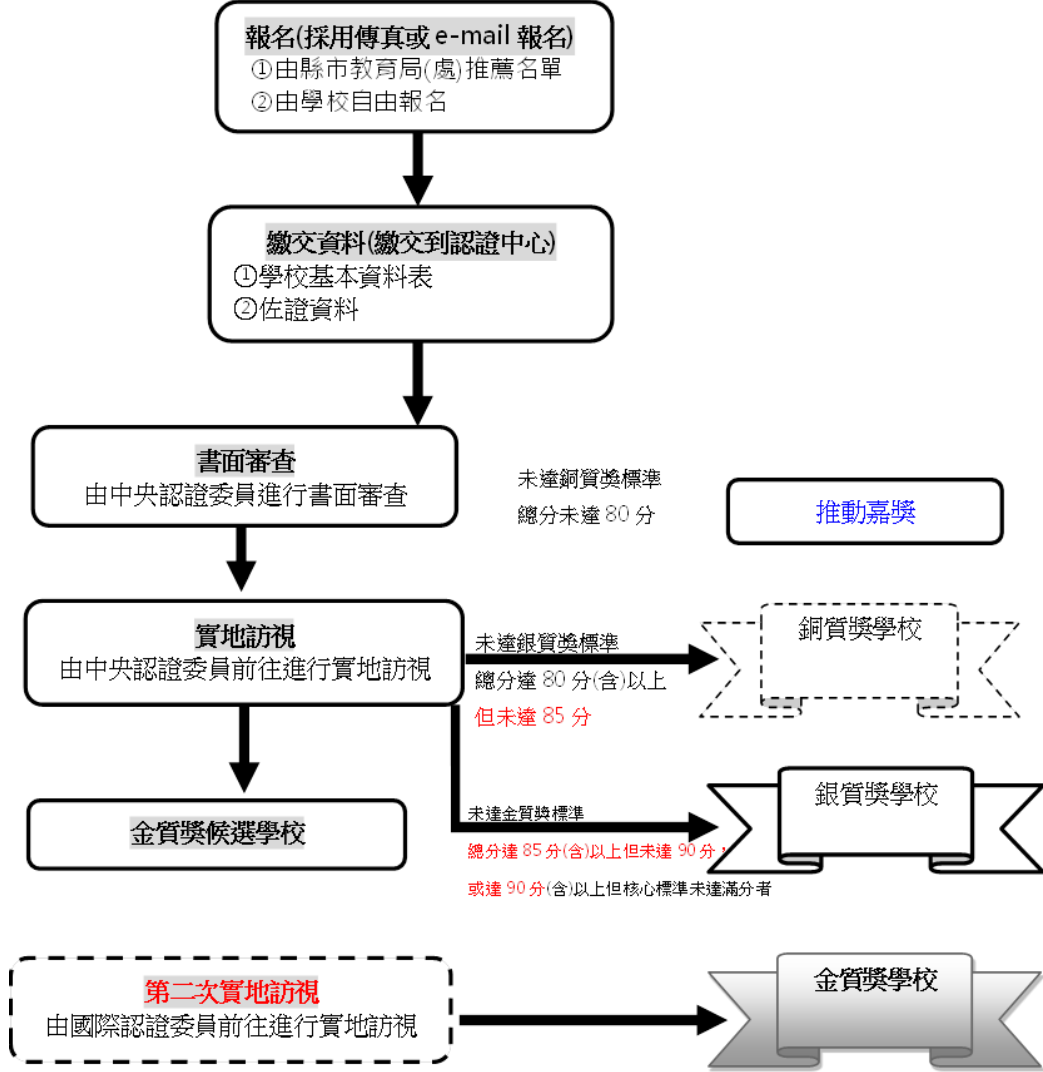 報名(採用傳真或 e-mail 報名)
①由縣市教育局(處)推薦名單
②由學校自由報名
繳交資料(繳交到認證中心)
①學校基本資料表
②佐證資料
書面審查
由中央認證委員進行書面審查
未達銅質獎標準
總分未達 80 分
推動嘉獎
實地訪視
由中央認證委員前往進行實地訪視
未達銀質獎標準
總分達 80 分(含)以上
但未達 85 分
銅質獎學校
金質獎候選學校
未達金質獎標準
總分達 85 分(含)以上但未達 90 分，
或達 90 分(含)以上但核心標準未達滿分者
銀質獎學校
第二次實地訪視
由國際認證委員前往進行實地訪視
金質獎學校